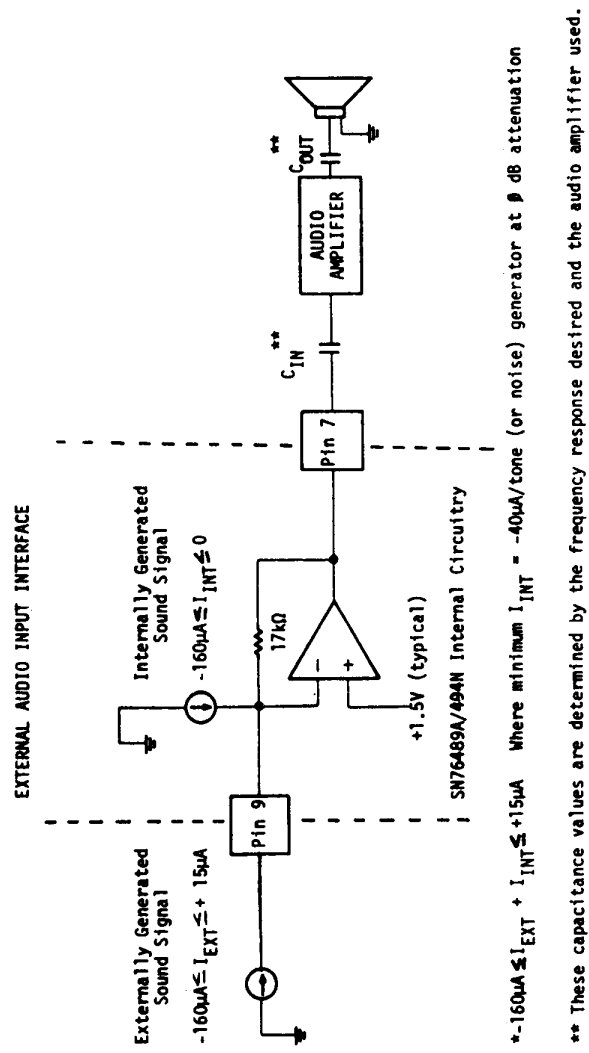 EXTERNAL AUDIO INPUT INTERFACE
Externally Generated
Sound Signal
-160µA ≤ I_EXT ≤ + 15µA
Pin 9
Internally Generated
Sound Signal
-160µA ≤ I_INT ≤ 0
17kΩ
−
+
+1.5V (typical)
SN76489A/494N Internal Circuitry
Pin 7
C_IN **
AUDIO
AMPLIFIER
C_OUT **
*-160µA ≤ I_EXT + I_INT ≤ +15µA Where minimum I_INT = -40µA/tone (or noise) generator at 0 dB attenuation
** These capacitance values are determined by the frequency response desired and the audio amplifier used.